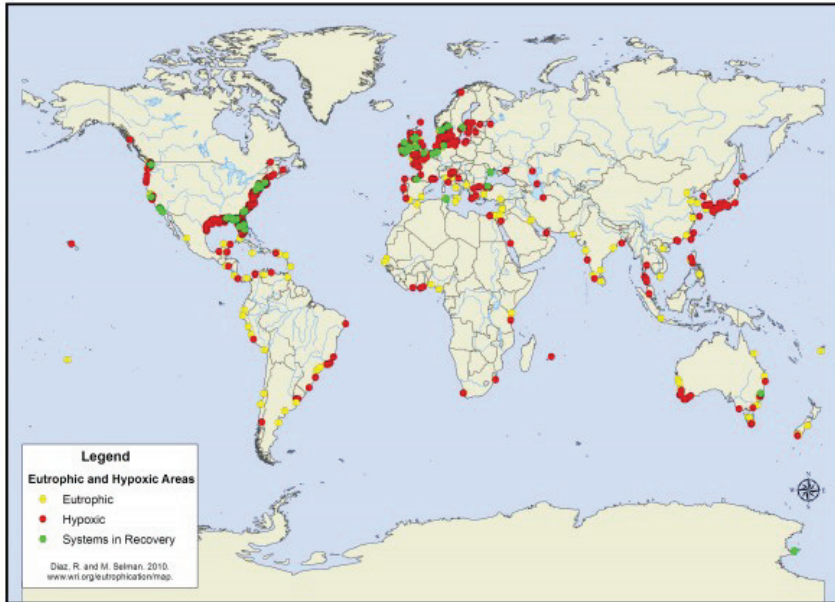 N
W E
S
Legend
Eutrophic and Hypoxic Areas
Eutrophic
Hypoxic
Systems in Recovery
Diaz, R. and M. Selman. 2010.
www.wri.org/eutrophication/map.